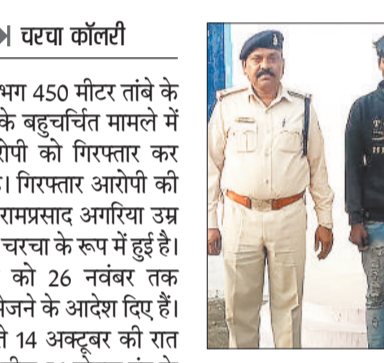 चरचा कॉलरी
भग 450 मीटर तांबे के
के बहुचर्चित मामले में
रोपी को गिरफ्तार कर
। गिरफ्तार आरोपी की
रामप्रसाद अगरिया उम्र
चरचा के रूप में हुई है।
को 26 नवंबर तक
भेजने के आदेश दिए हैं।
14 अक्टूबर की रात